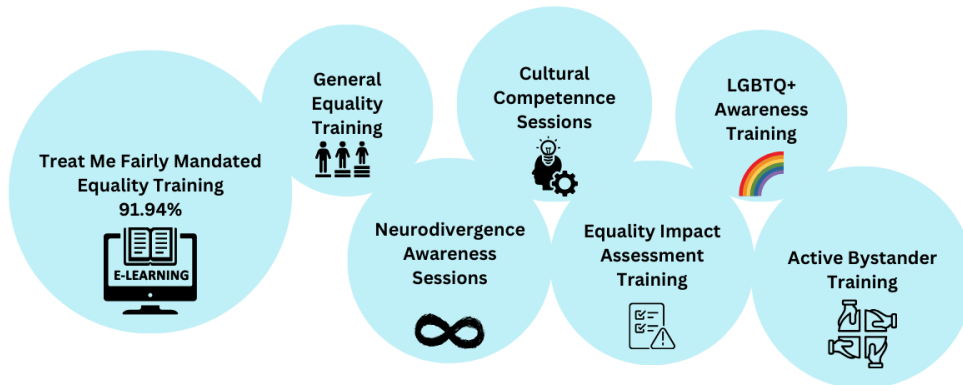 Treat Me Fairly Mandated
Equality Training
91.94%
E-LEARNING
General
Equality
Training
Neurodivergence
Awareness
Sessions
Cultural
Competennce
Sessions
Equality Impact
Assessment
Training
LGBTQ+
Awareness
Training
Active Bystander
Training